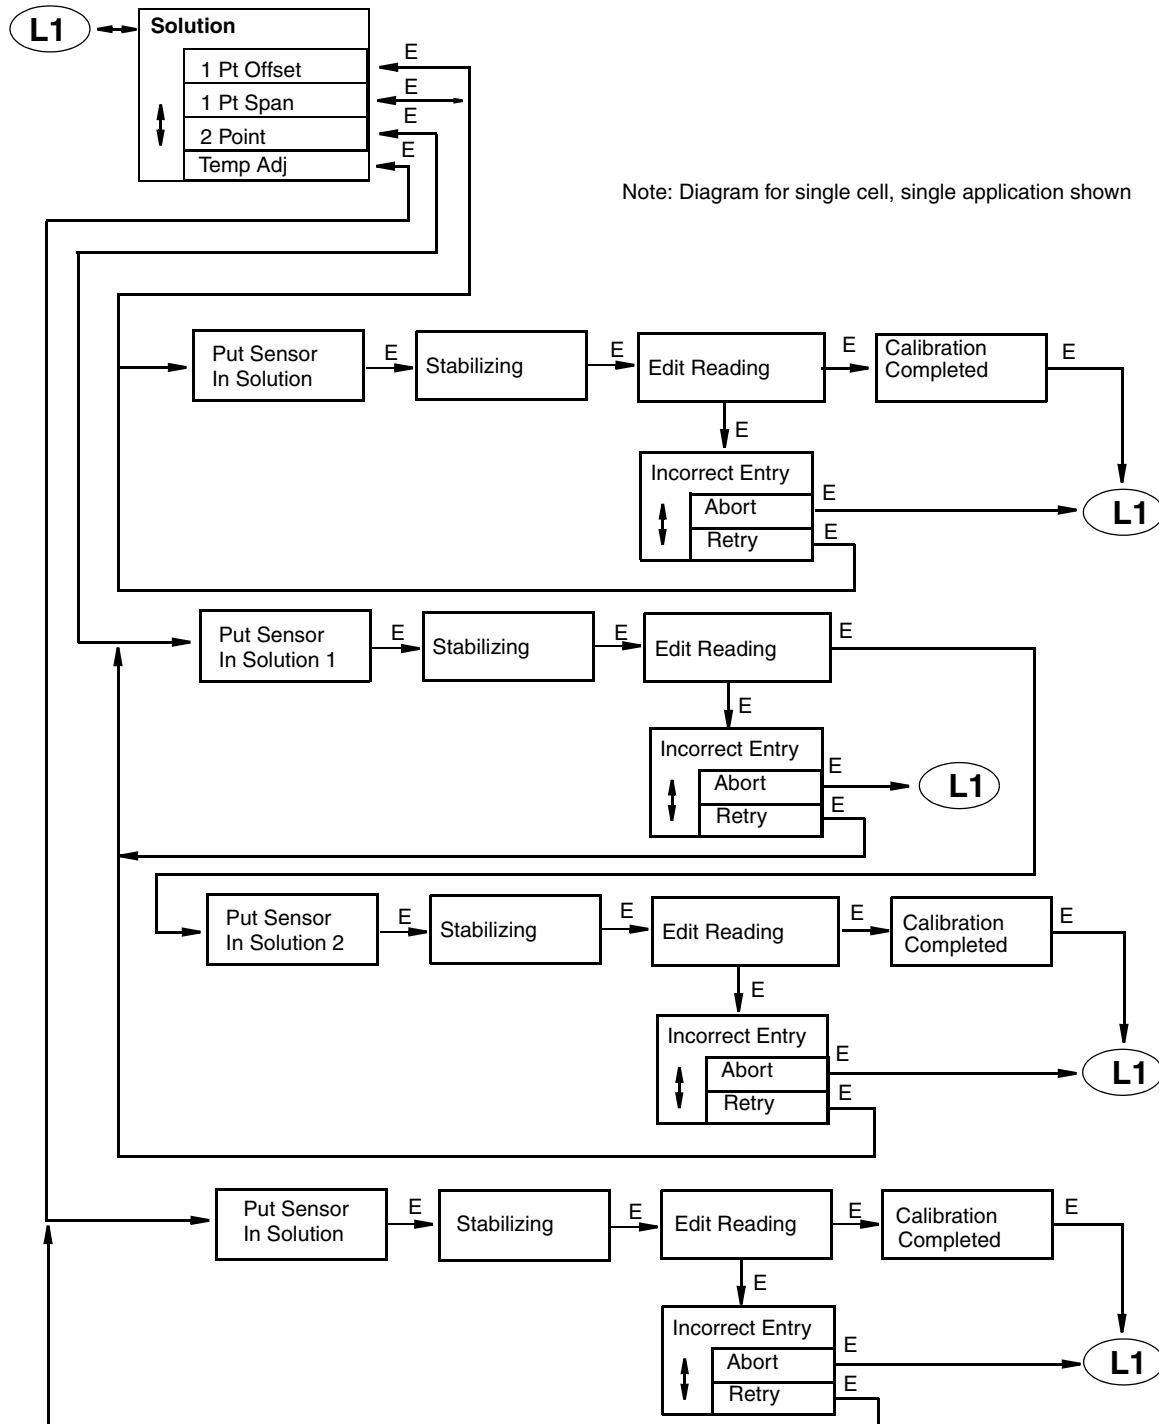 L1
Solution
1 Pt Offset
E
1 Pt Span
E
2 Point
E
Temp Adj
E
Note: Diagram for single cell, single application shown
Put Sensor
In Solution
E
Stabilizing
E
Edit Reading
E
Calibration
Completed
E
E
Incorrect Entry
Abort
E
L1
Retry
E
Put Sensor
In Solution 1
E
Stabilizing
E
Edit Reading
E
E
Incorrect Entry
Abort
E
L1
Retry
E
Put Sensor
In Solution 2
E
Stabilizing
E
Edit Reading
E
Calibration
Completed
E
E
Incorrect Entry
Abort
E
L1
Retry
E
Put Sensor
In Solution
E
Stabilizing
E
Edit Reading
E
Calibration
Completed
E
E
Incorrect Entry
Abort
E
L1
Retry
E